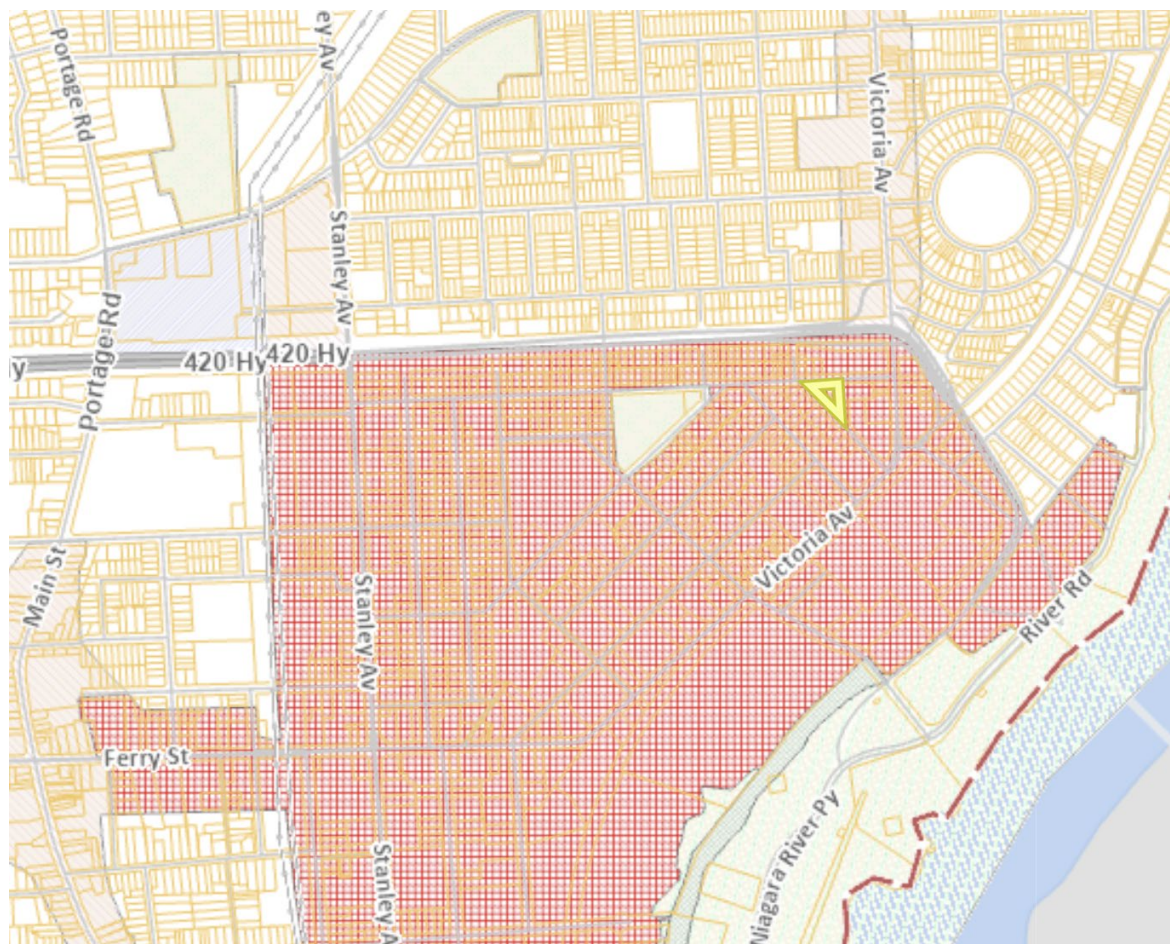 ey Av
Portage Rd
Victoria Av
Stanley Av
Portage Rd
y
420 Hy
420 Hy
Victoria Av
Main St
Stanley Av
River Rd
Ferry St
Niagara River Py
Stanley A